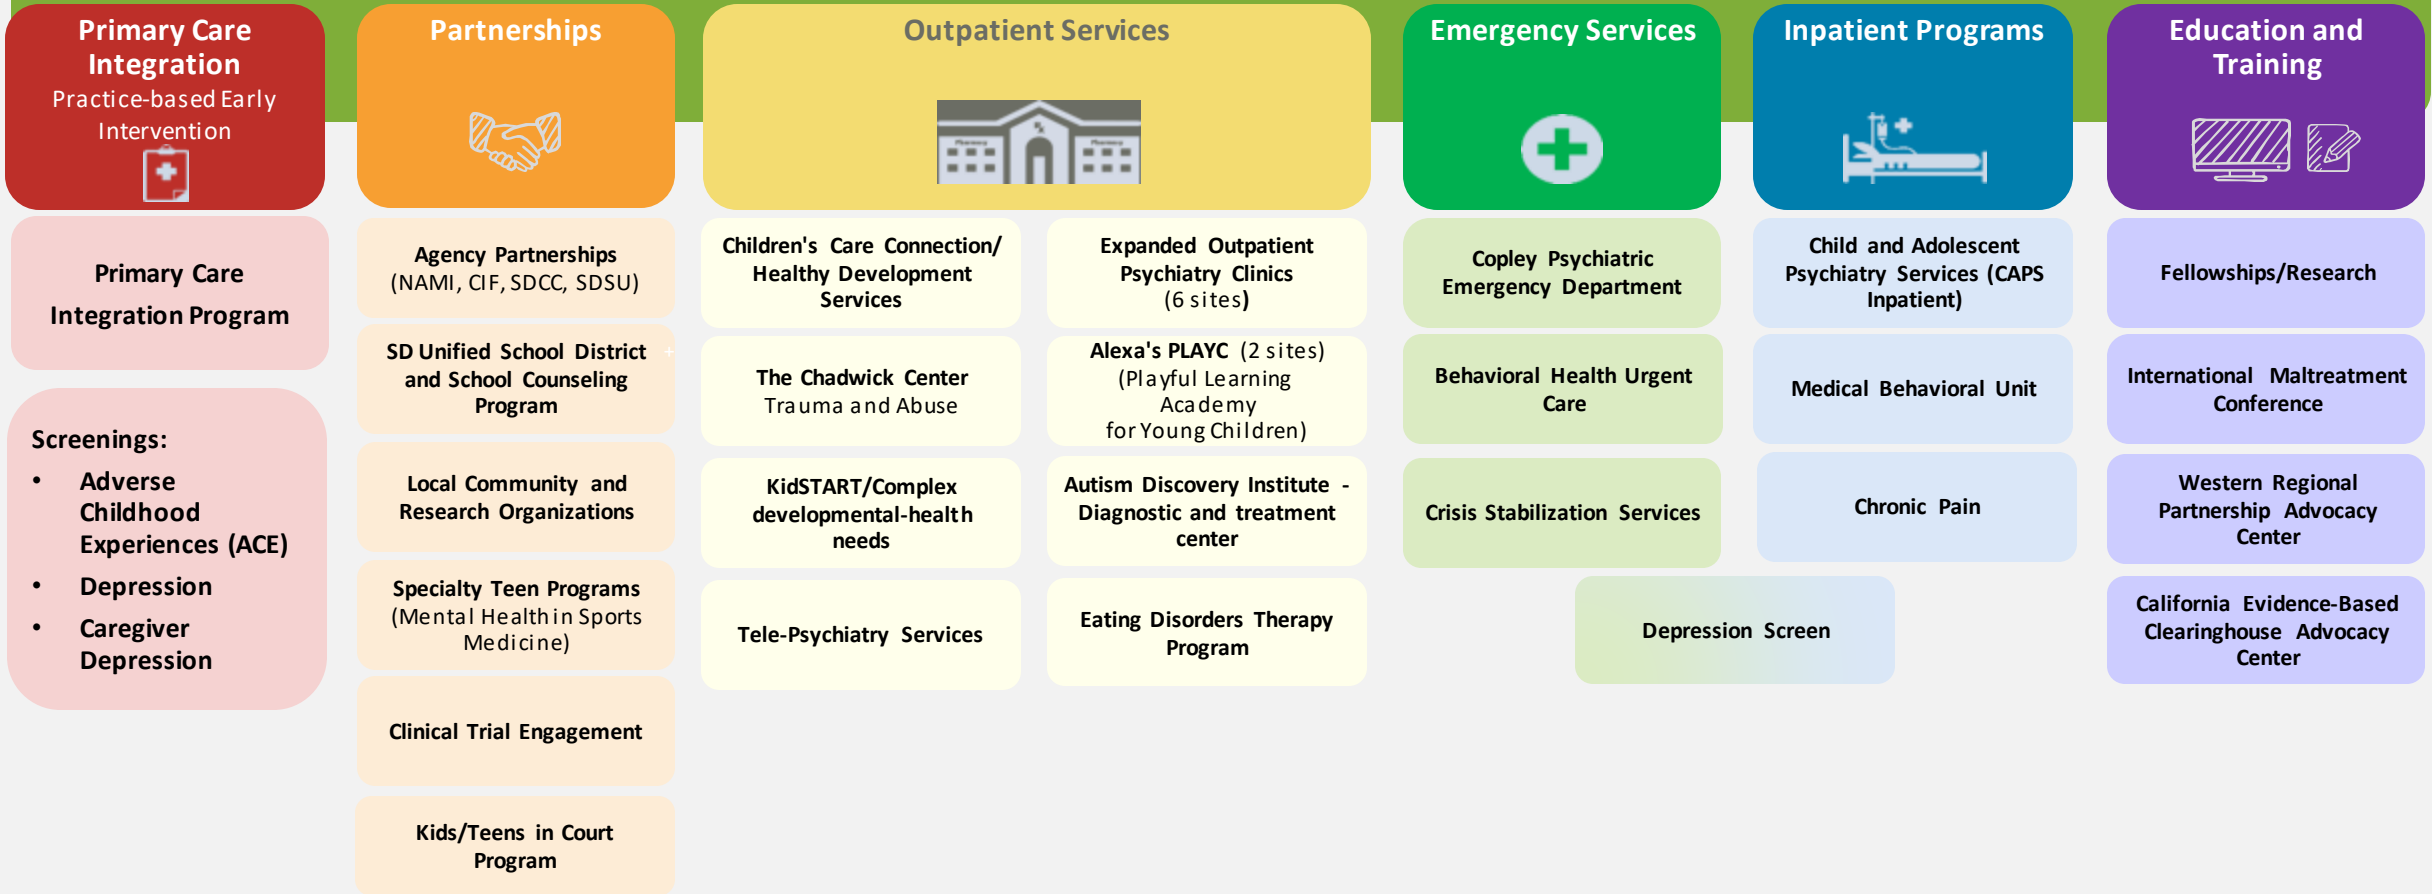 Primary Care
Integration
Practice-based Early
Intervention
Primary Care
Integration Program
Screenings:
• Adverse
Childhood
Experiences (ACE)
• Depression
• Caregiver
Depression
Partnerships
Agency Partnerships
(NAMI, CIF, SDCC, SDSU)
SD Unified School District +
and School Counseling
Program
Local Community and
Research Organizations
Specialty Teen Programs
(Mental Health in Sports
Medicine)
Clinical Trial Engagement
Kids/Teens in Court
Program
Outpatient Services
Pharmacy
Pharmacy
Children's Care Connection/
Healthy Development
Services
The Chadwick Center
Trauma and Abuse
KidSTART/Complex
developmental-health
needs
Tele-Psychiatry Services
Expanded Outpatient
Psychiatry Clinics
(6 sites)
Alexa's PLAYC (2 sites)
(Playful Learning
Academy
for Young Children)
Autism Discovery Institute -
Diagnostic and treatment
center
Eating Disorders Therapy
Program
Emergency Services
Copley Psychiatric
Emergency Department
Behavioral Health Urgent
Care
Crisis Stabilization Services
Inpatient Programs
Child and Adolescent
Psychiatry Services (CAPS
Inpatient)
Medical Behavioral Unit
Chronic Pain
Depression Screen
Education and
Training
Fellowships/Research
International Maltreatment
Conference
Western Regional
Partnership Advocacy
Center
California Evidence-Based
Clearinghouse Advocacy
Center